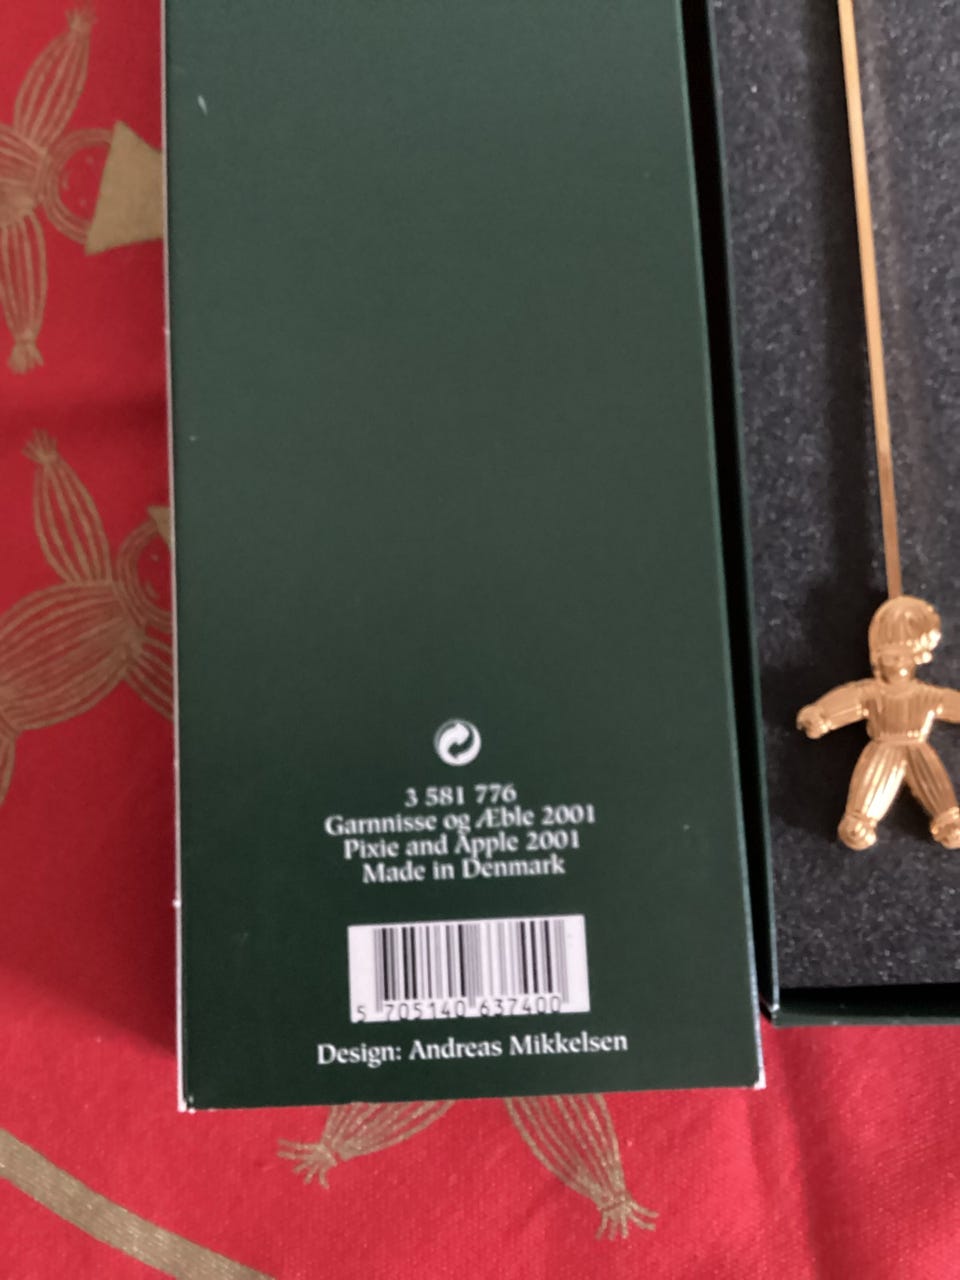 3 581 776
Garnnisse og Æble 2001
Pixie and Apple 2001
Made in Denmark
5 705140 637400
Design: Andreas Mikkelsen